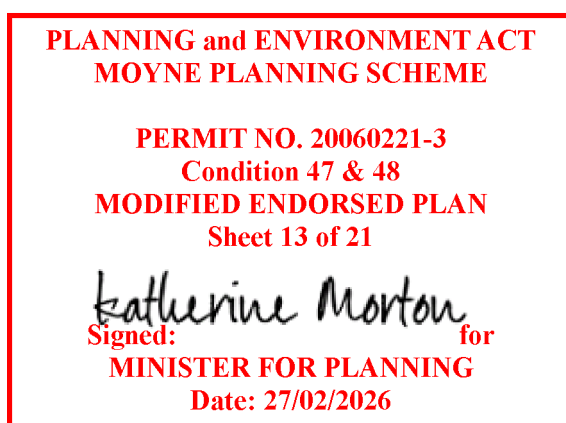 PLANNING and ENVIRONMENT ACT
MOYNE PLANNING SCHEME
PERMIT NO. 20060221-3
Condition 47 & 48
MODIFIED ENDORSED PLAN
Sheet 13 of 21
Katherine Morton
Signed: for
MINISTER FOR PLANNING
Date: 27/02/2026